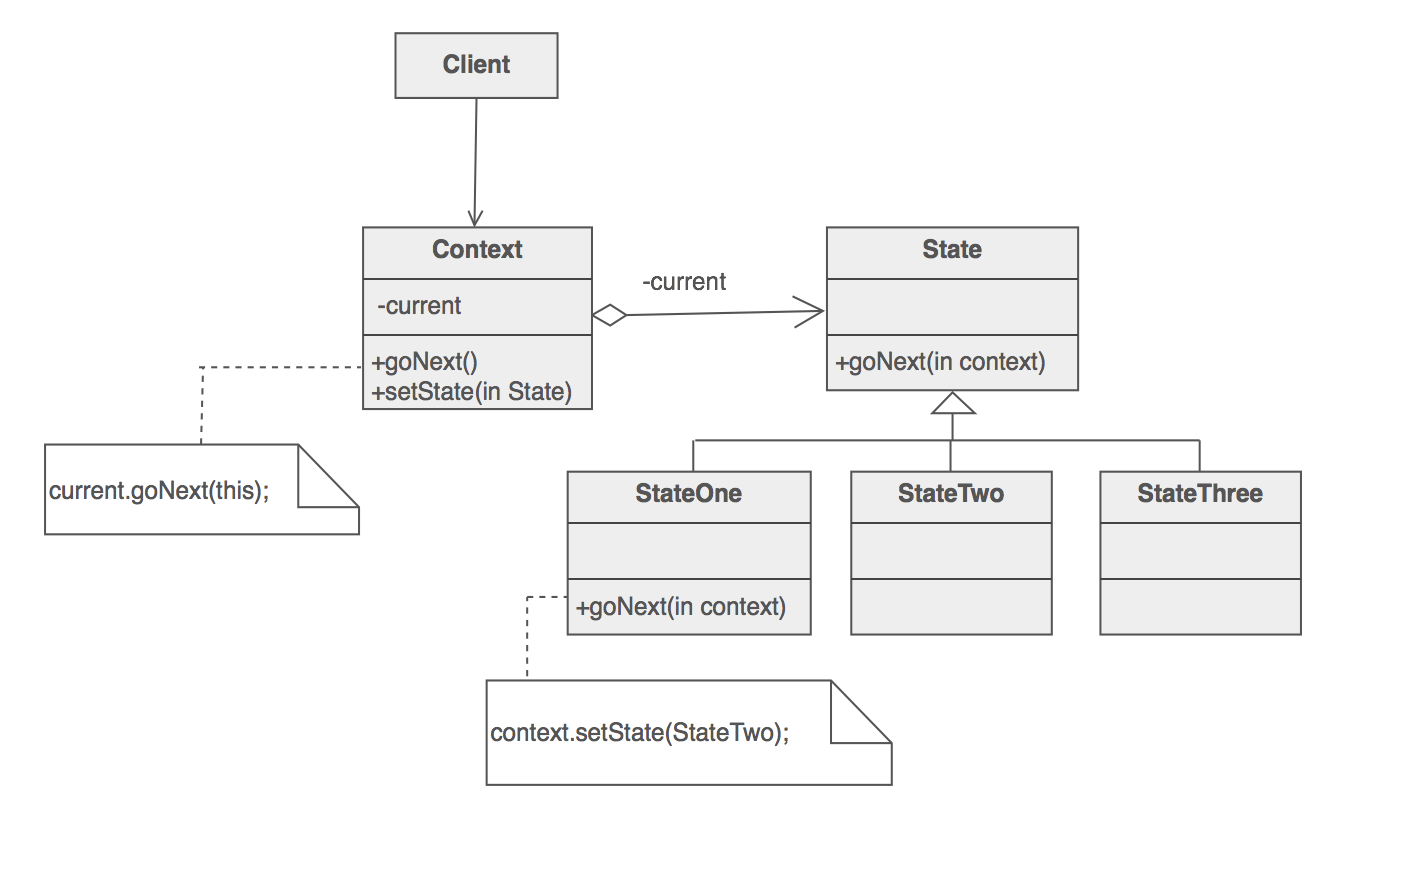 Client
Context
-current
+goNext()
+setState(in State)
-current
State
+goNext(in context)
current.goNext(this);
StateOne
+goNext(in context)
StateTwo
StateThree
context.setState(StateTwo);